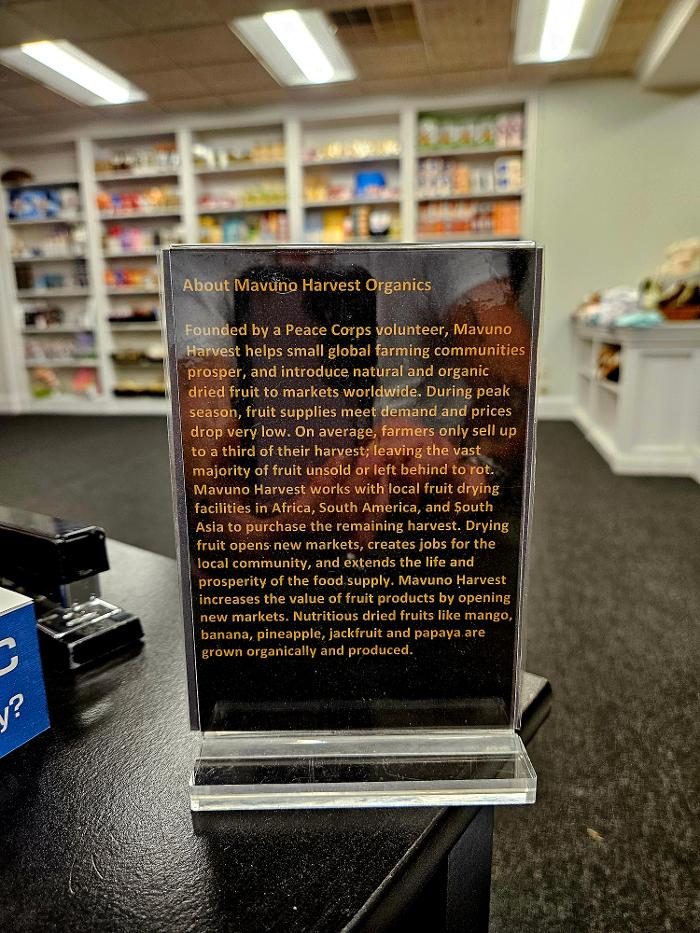 About Mavuno Harvest Organics
Founded by a Peace Corps volunteer, Mavuno
Harvest helps small global farming communities
prosper, and introduce natural and organic
dried fruit to markets worldwide. During peak
season, fruit supplies meet demand and prices
drop very low. On average, farmers only sell up
to a third of their harvest; leaving the vast
majority of fruit unsold or left behind to rot.
Mavuno Harvest works with local fruit drying
facilities in Africa, South America, and South
Asia to purchase the remaining harvest. Drying
fruit opens new markets, creates jobs for the
local community, and extends the life and
prosperity of the food supply. Mavuno Harvest
increases the value of fruit products by opening
new markets. Nutritious dried fruits like mango,
banana, pineapple, jackfruit and papaya are
grown organically and produced.
C
y?